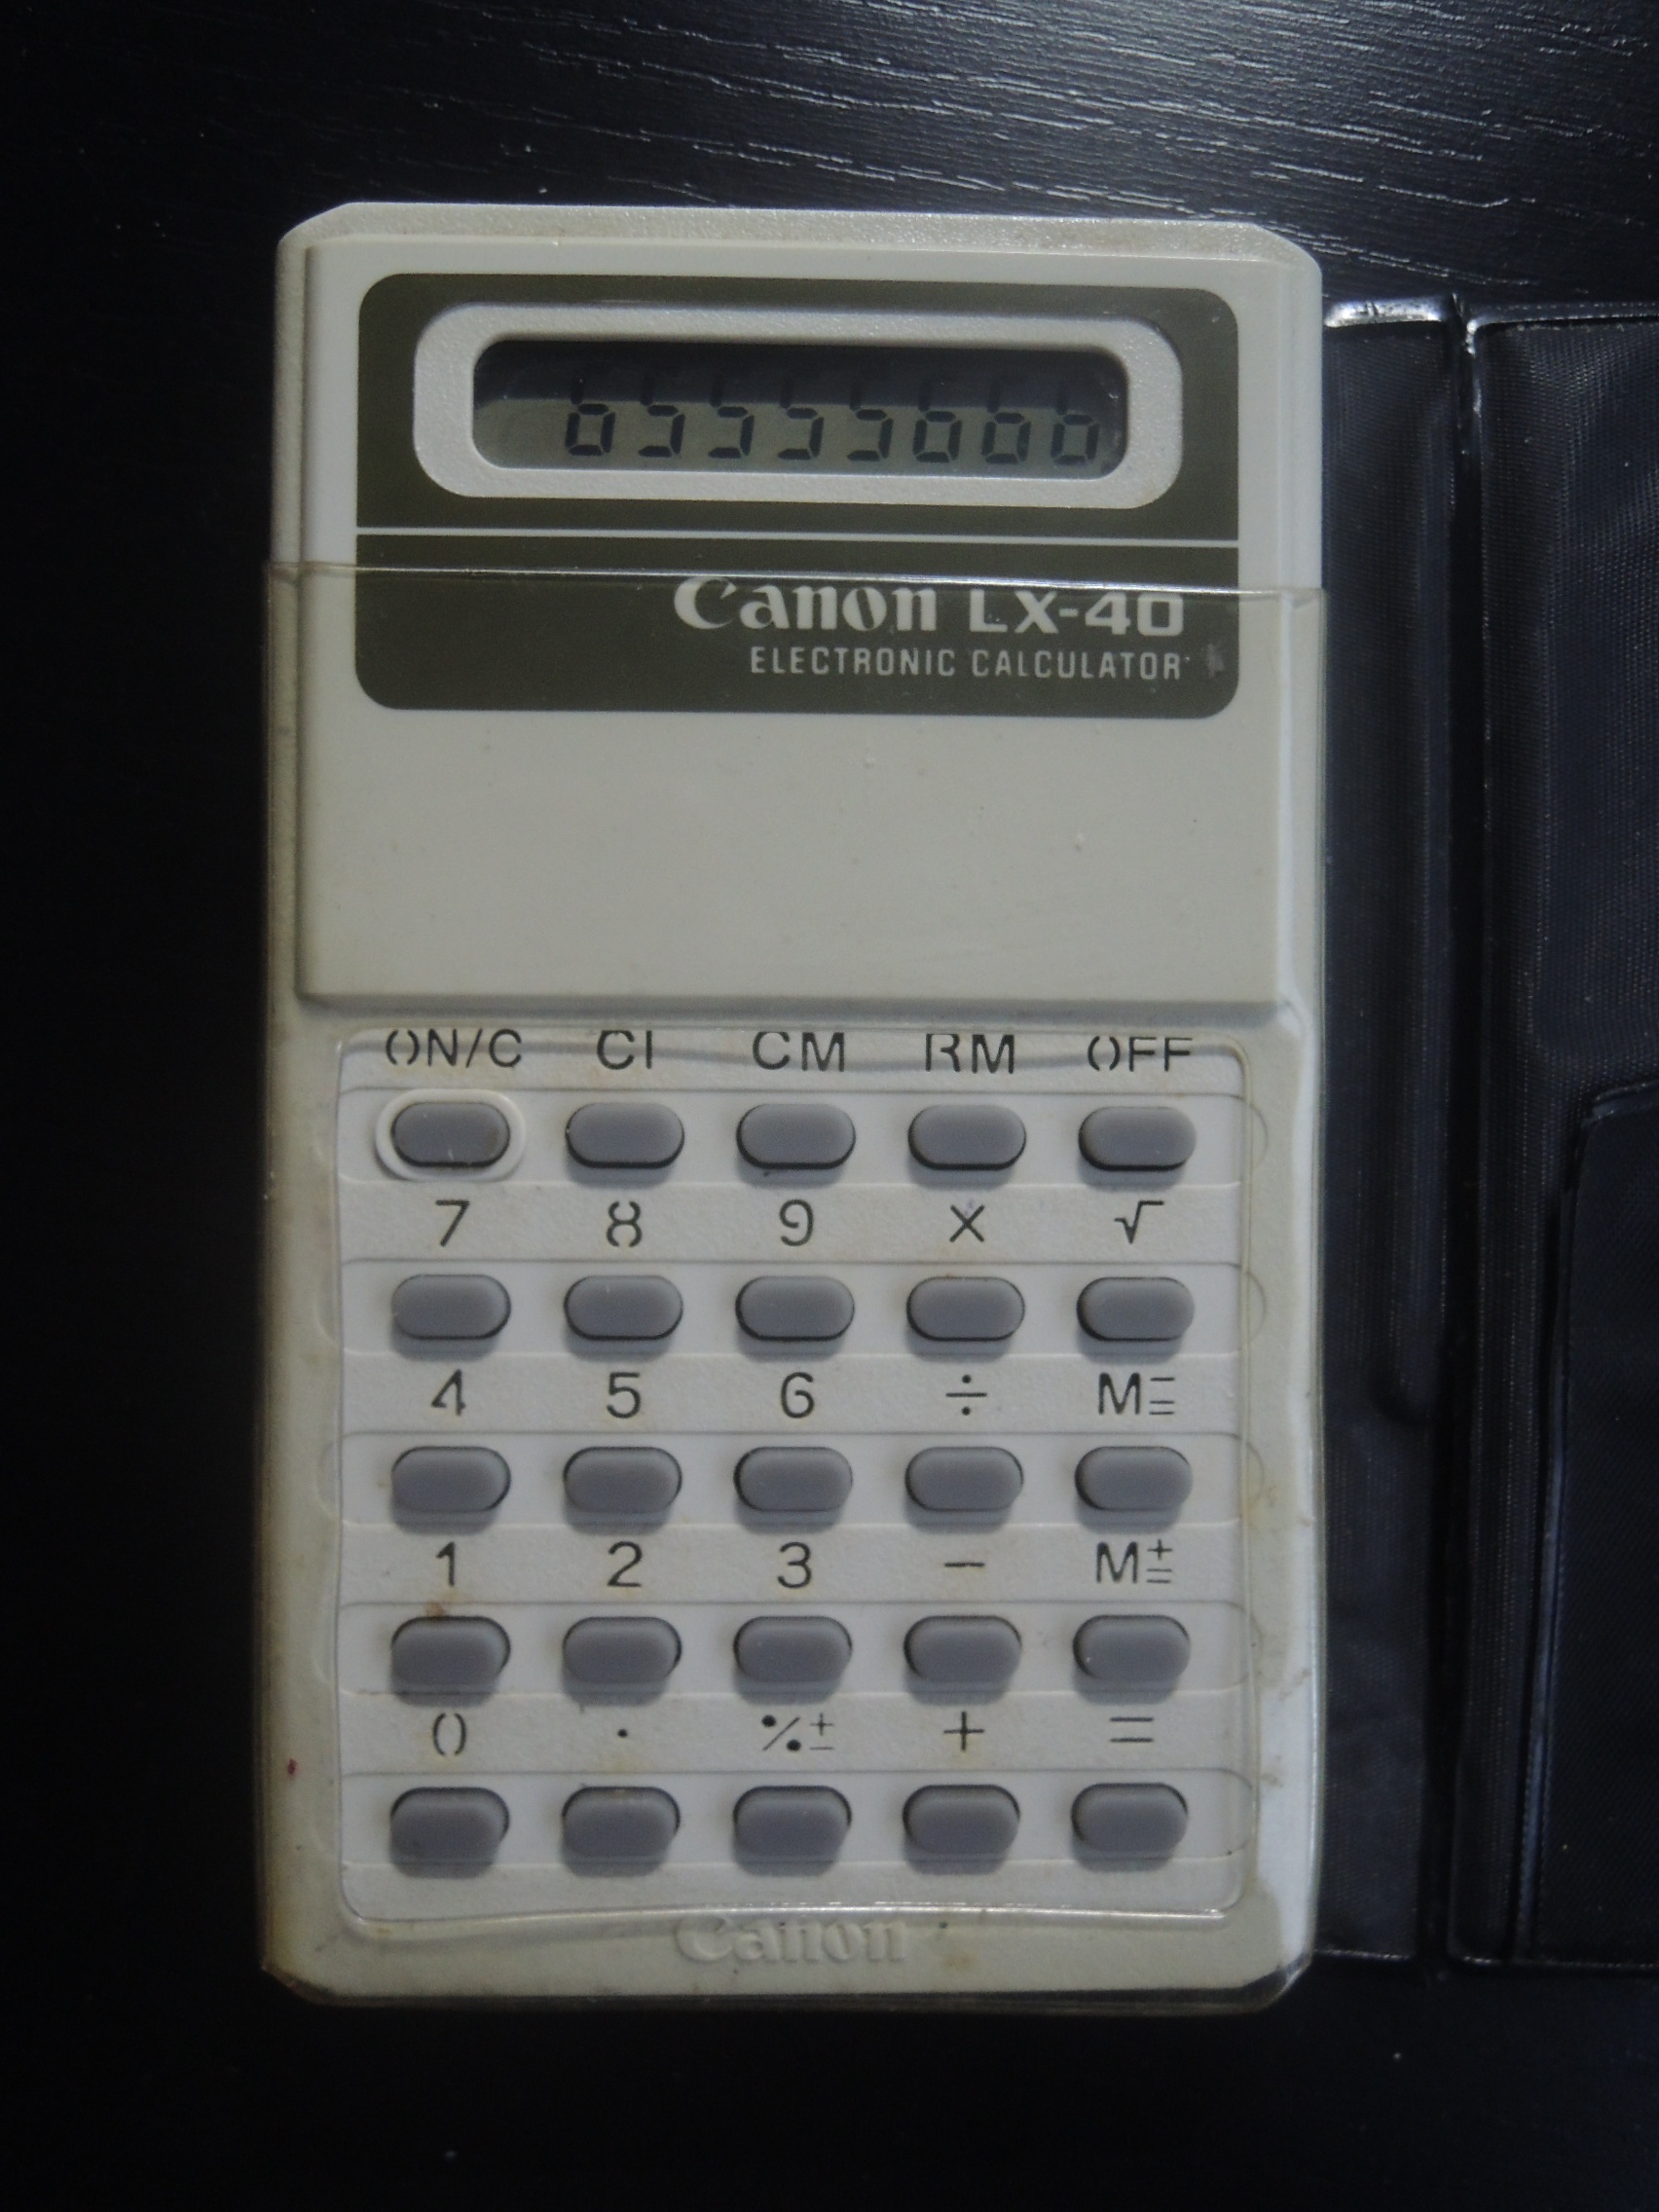 65555666
Canon LX-40
ELECTRONIC CALCULATOR
ON/C CI CM RM OFF
7 8 9 × √
4 5 6 ÷ M=
1 2 3 − M±
0 · %± + =
Canon